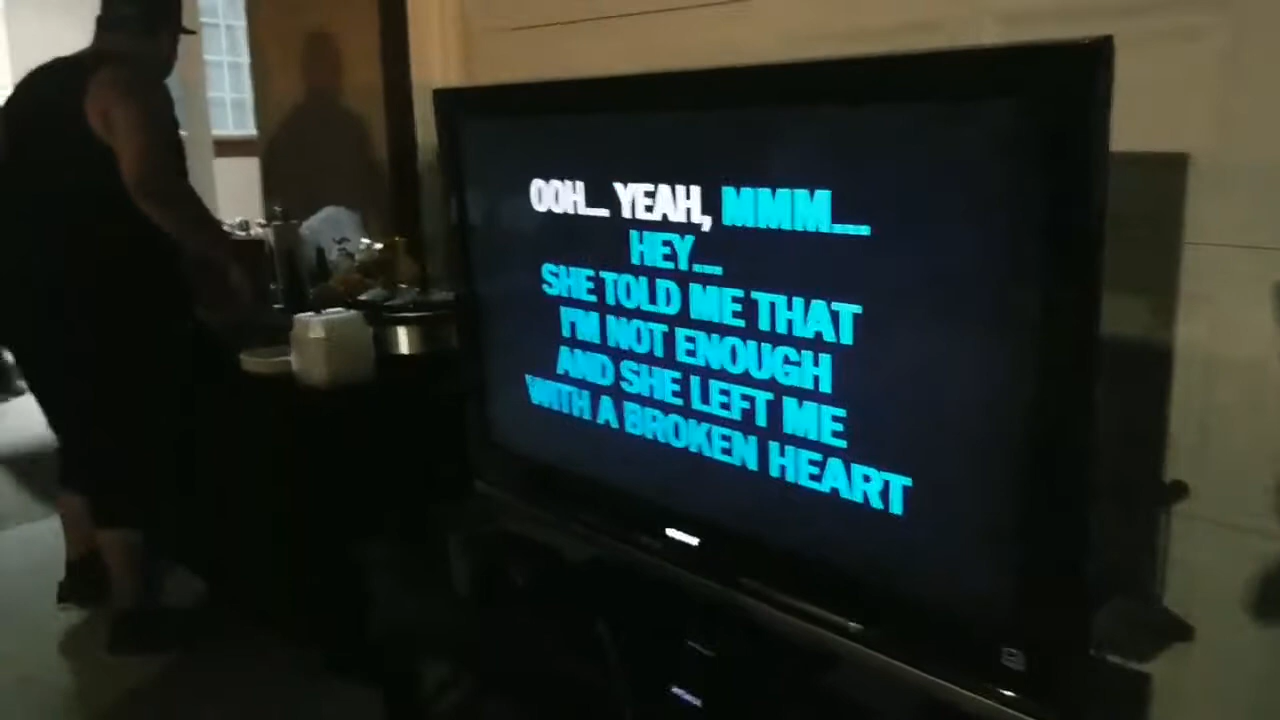 OOH... YEAH, MMM...
HEY...
SHE TOLD ME THAT
I'M NOT ENOUGH
AND SHE LEFT ME
WITH A BROKEN HEART